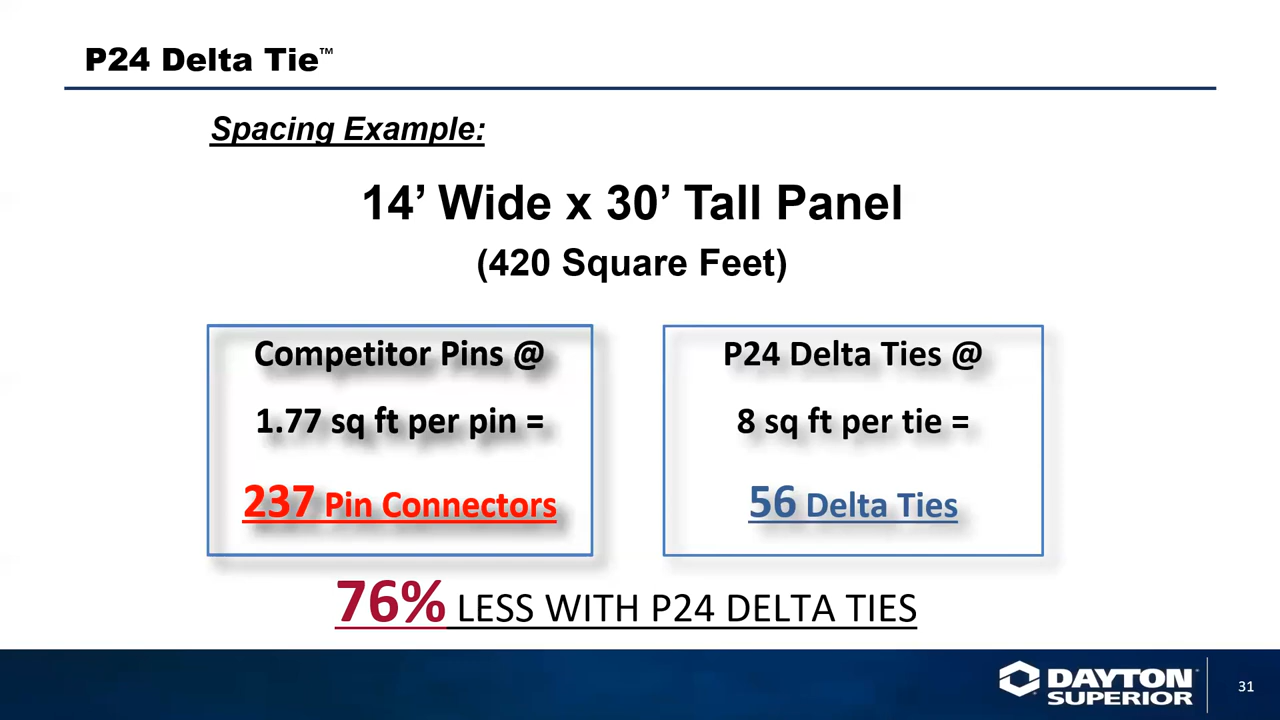 P24 Delta Tie™
Spacing Example:
14’ Wide x 30’ Tall Panel
(420 Square Feet)
Competitor Pins @
1.77 sq ft per pin =
237 Pin Connectors
P24 Delta Ties @
8 sq ft per tie =
56 Delta Ties
76% LESS WITH P24 DELTA TIES
DAYTON
SUPERIOR
31